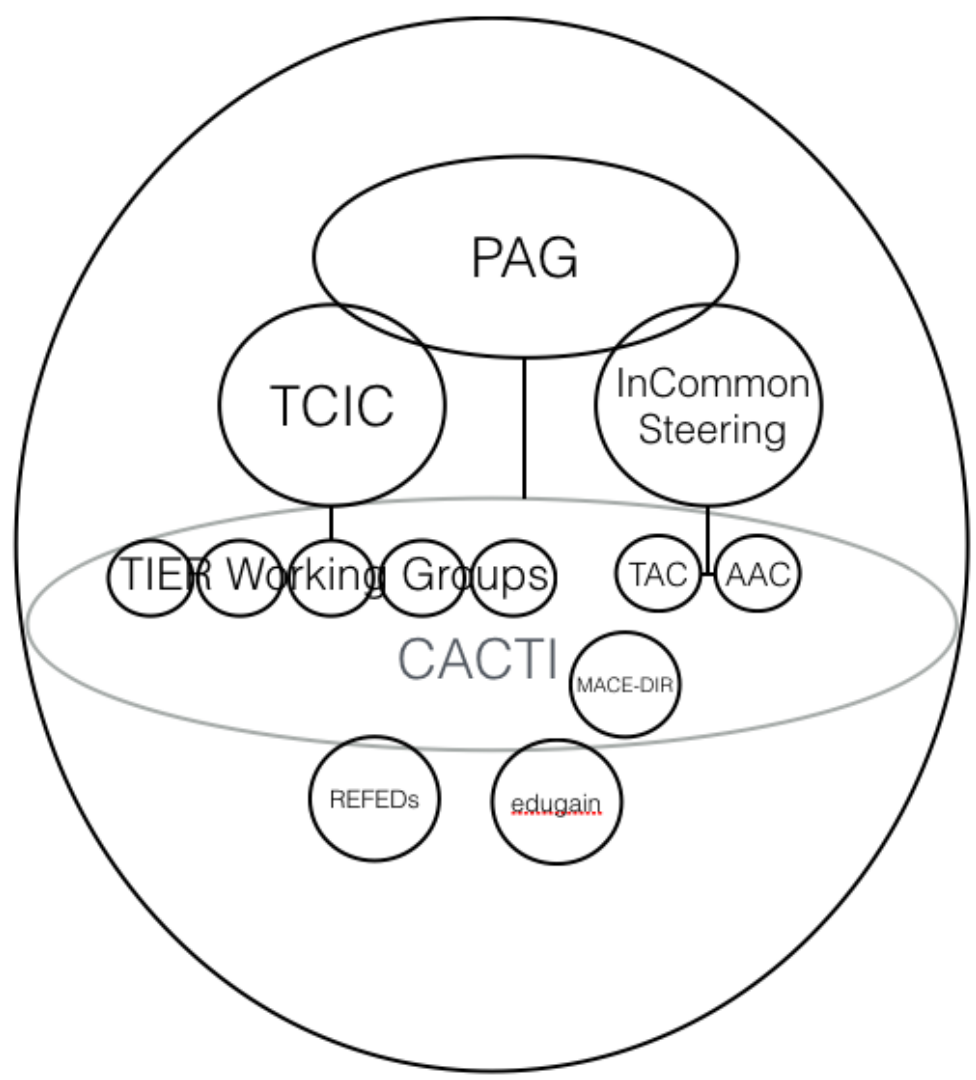 PAG
TCIC
InCommon
Steering
TIER Working Groups
TAC
AAC
CACTI
MACE-DIR
REFEDs
edugain